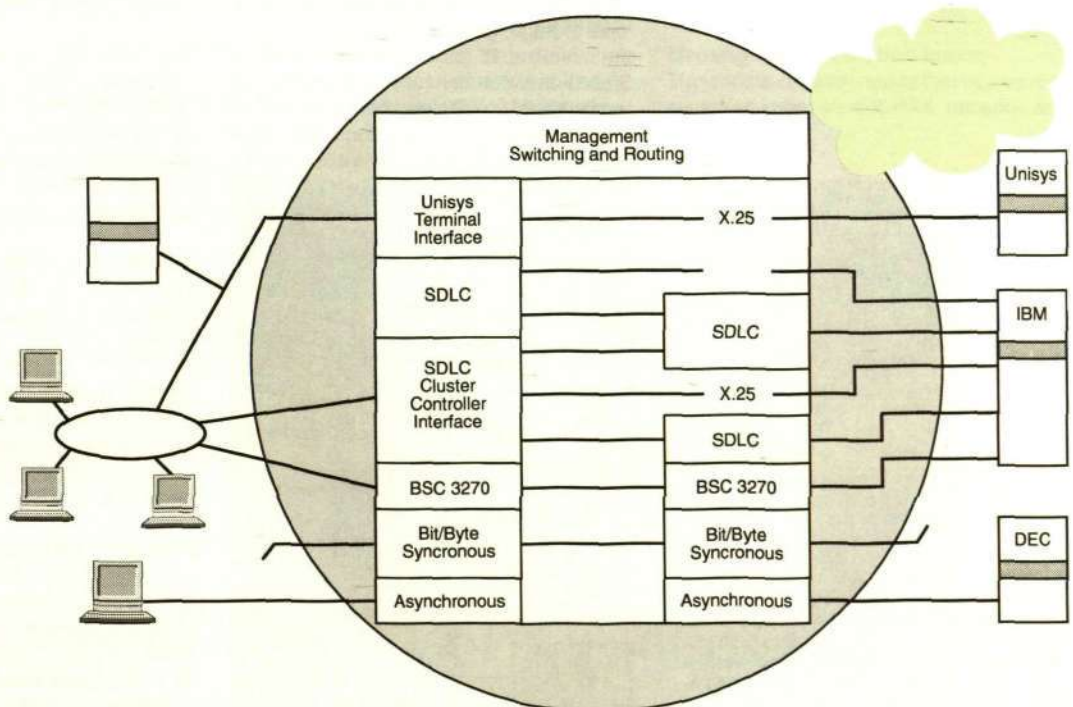 Management
Switching and Routing
Unisys
Terminal
Interface
X.25
Unisys
SDLC
SDLC
IBM
SDLC
Cluster
Controller
Interface
X.25
SDLC
BSC 3270
BSC 3270
Bit/Byte
Syncronous
Bit/Byte
Syncronous
DEC
Asynchronous
Asynchronous